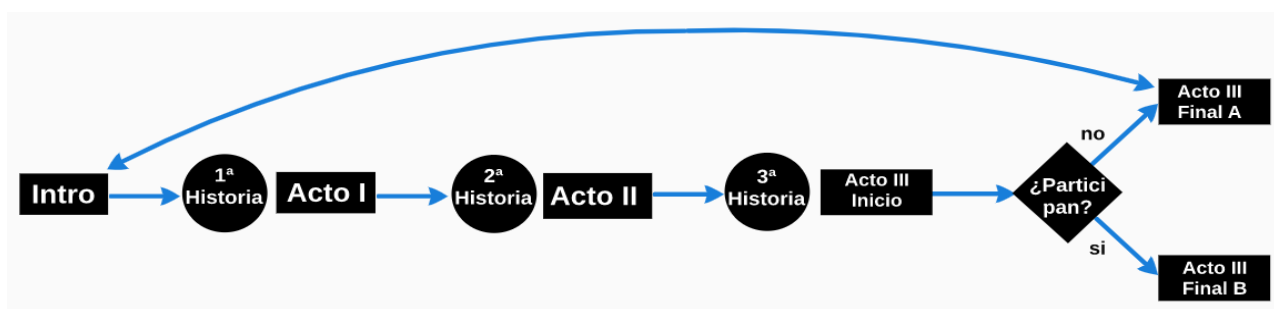 Intro
1ª
Historia
Acto I
2ª
Historia
Acto II
3ª
Historia
Acto III
Inicio
¿Partici
pan?
no
Acto III
Final A
si
Acto III
Final B